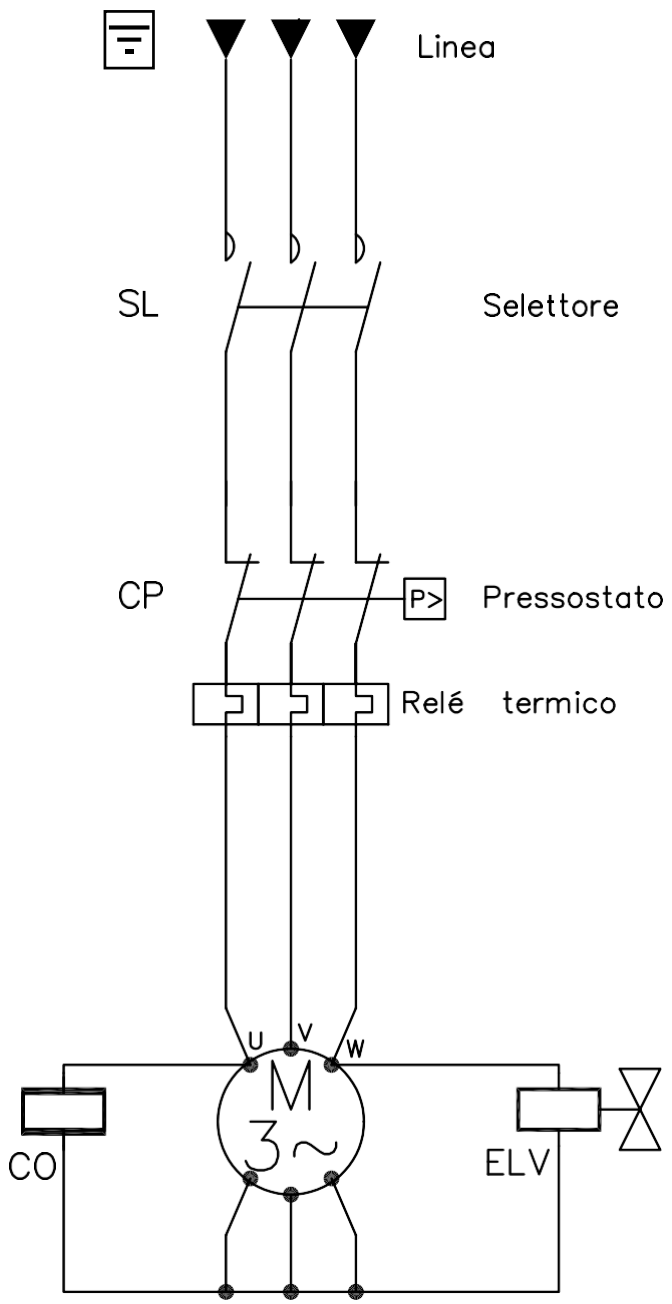 Linea
SL Selettore
CP P> Pressostato
Relé termico
U V W
M
3~
CO ELV